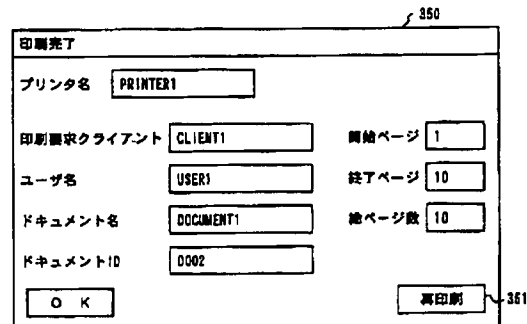 350
印刷完了
プリンタ名 PRINTER1
印刷要求クライアント CLIENT1 開始ページ 1
ユーザ名 USER1 終了ページ 10
ドキュメント名 DOCUMENT1 総ページ数 10
ドキュメントID D002
OK 再印刷 351